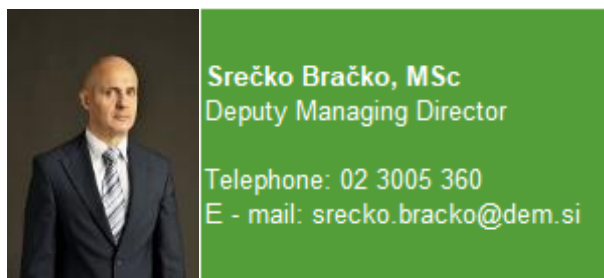 Srečko Bračko, MSc
Deputy Managing Director
Telephone: 02 3005 360
E - mail: srecko.bracko@dem.si